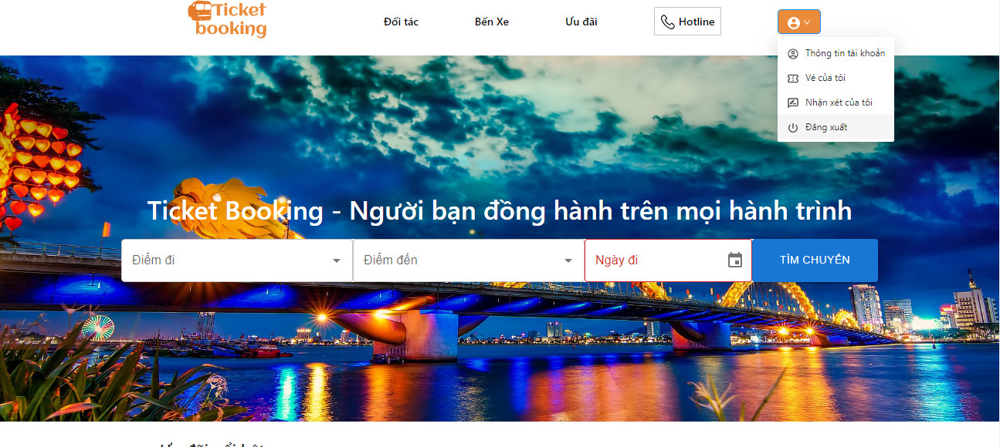 Ticket
booking
Đối tác
Bến Xe
Ưu đãi
Hotline
Thông tin tài khoản
Vé của tôi
Nhận xét của tôi
Đăng xuất
Ticket Booking - Người bạn đồng hành trên mọi hành trình
Điểm đi
Điểm đến
Ngày đi
TÌM CHUYẾN